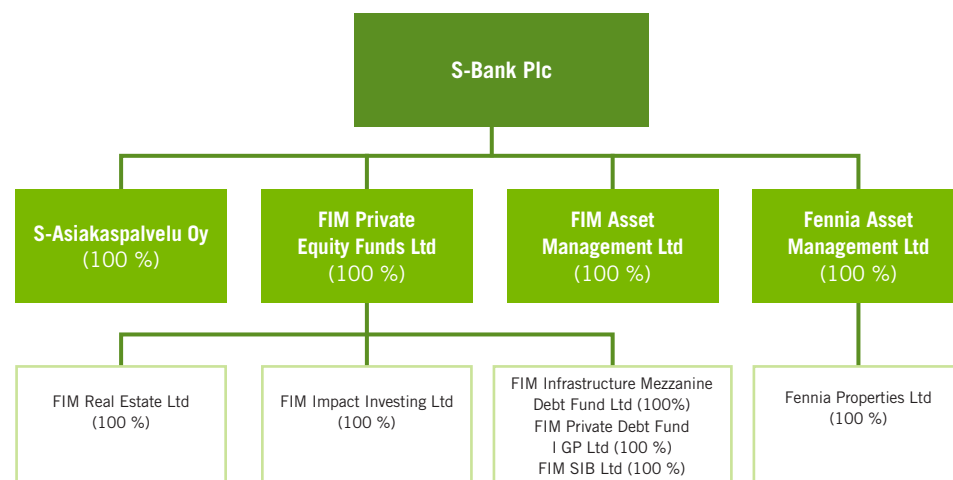 S-Bank Plc
S-Asiakaspalvelu Oy
(100 %)
FIM Private
Equity Funds Ltd
(100 %)
FIM Asset
Management Ltd
(100 %)
Fennia Asset
Management Ltd
(100 %)
FIM Real Estate Ltd
(100 %)
FIM Impact Investing Ltd
(100 %)
FIM Infrastructure Mezzanine
Debt Fund Ltd (100%)
FIM Private Debt Fund
I GP Ltd (100 %)
FIM SIB Ltd (100 %)
Fennia Properties Ltd
(100 %)